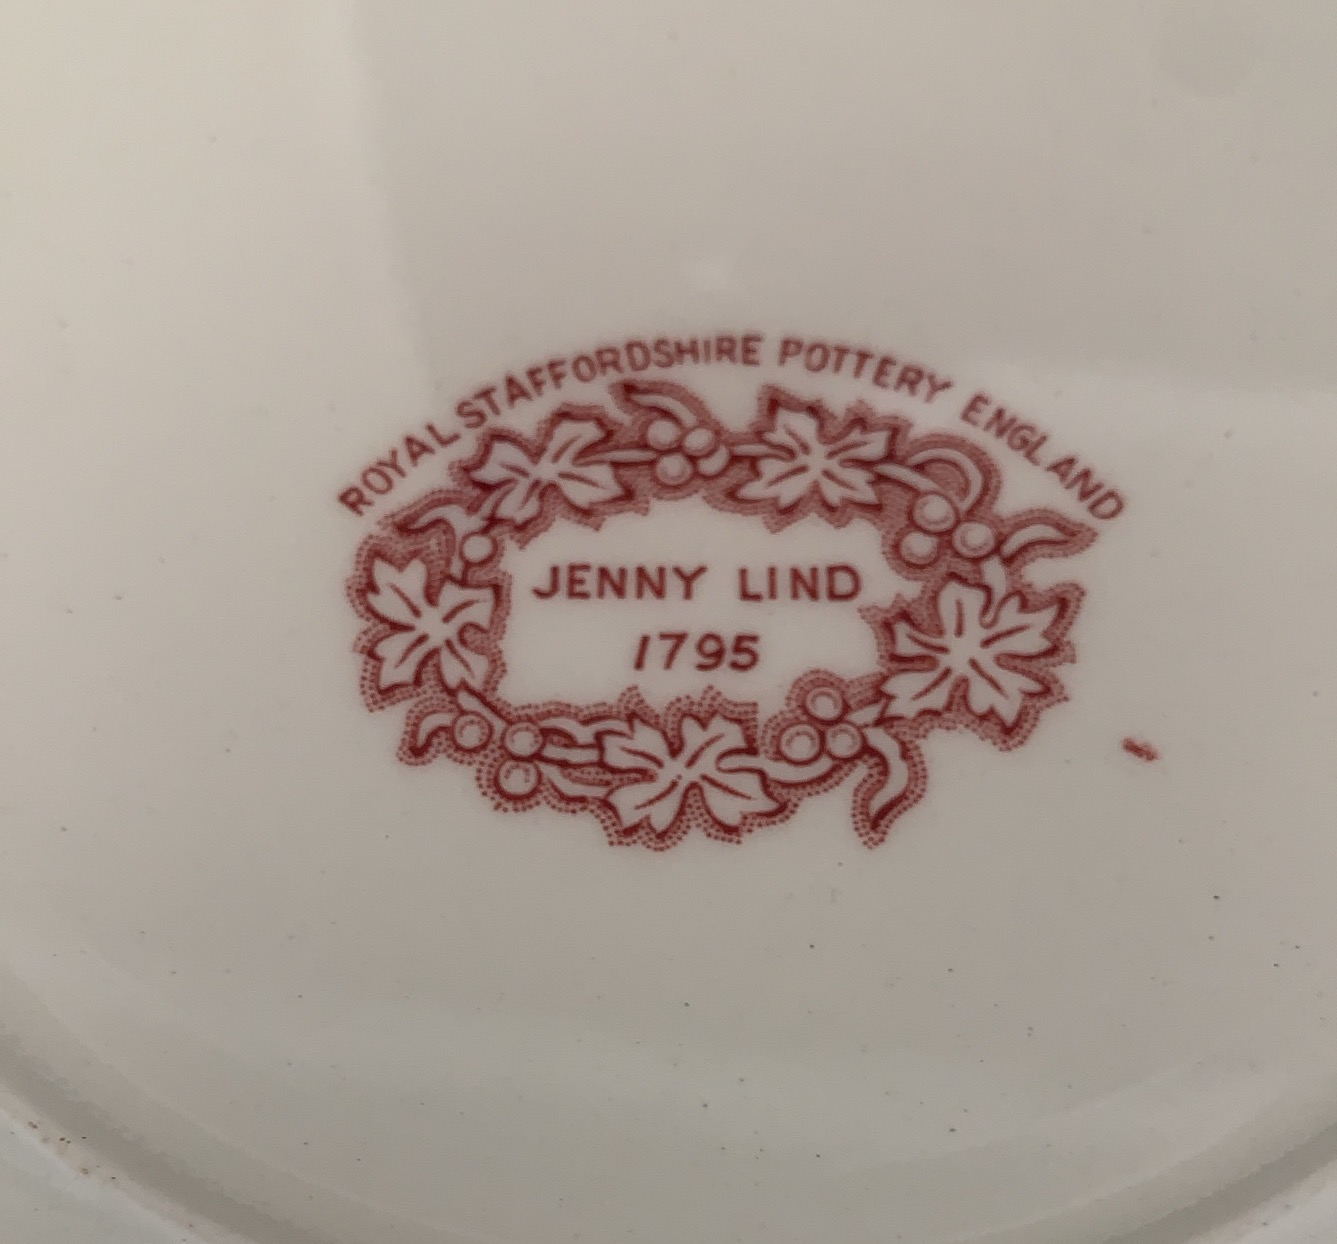 ROYAL STAFFORDSHIRE POTTERY ENGLAND
JENNY LIND
1795